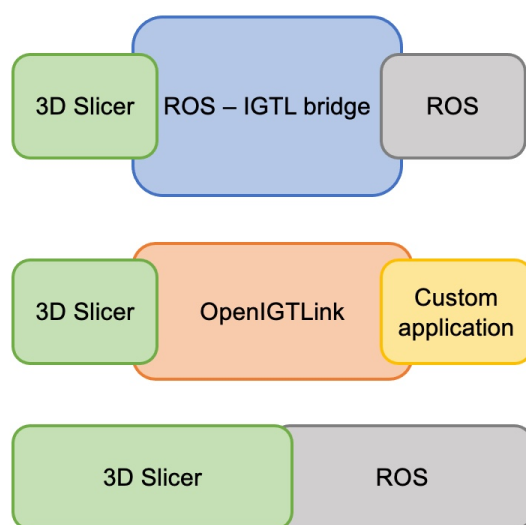 3D Slicer
ROS – IGTL bridge
ROS
3D Slicer
OpenIGTLink
Custom
application
3D Slicer
ROS